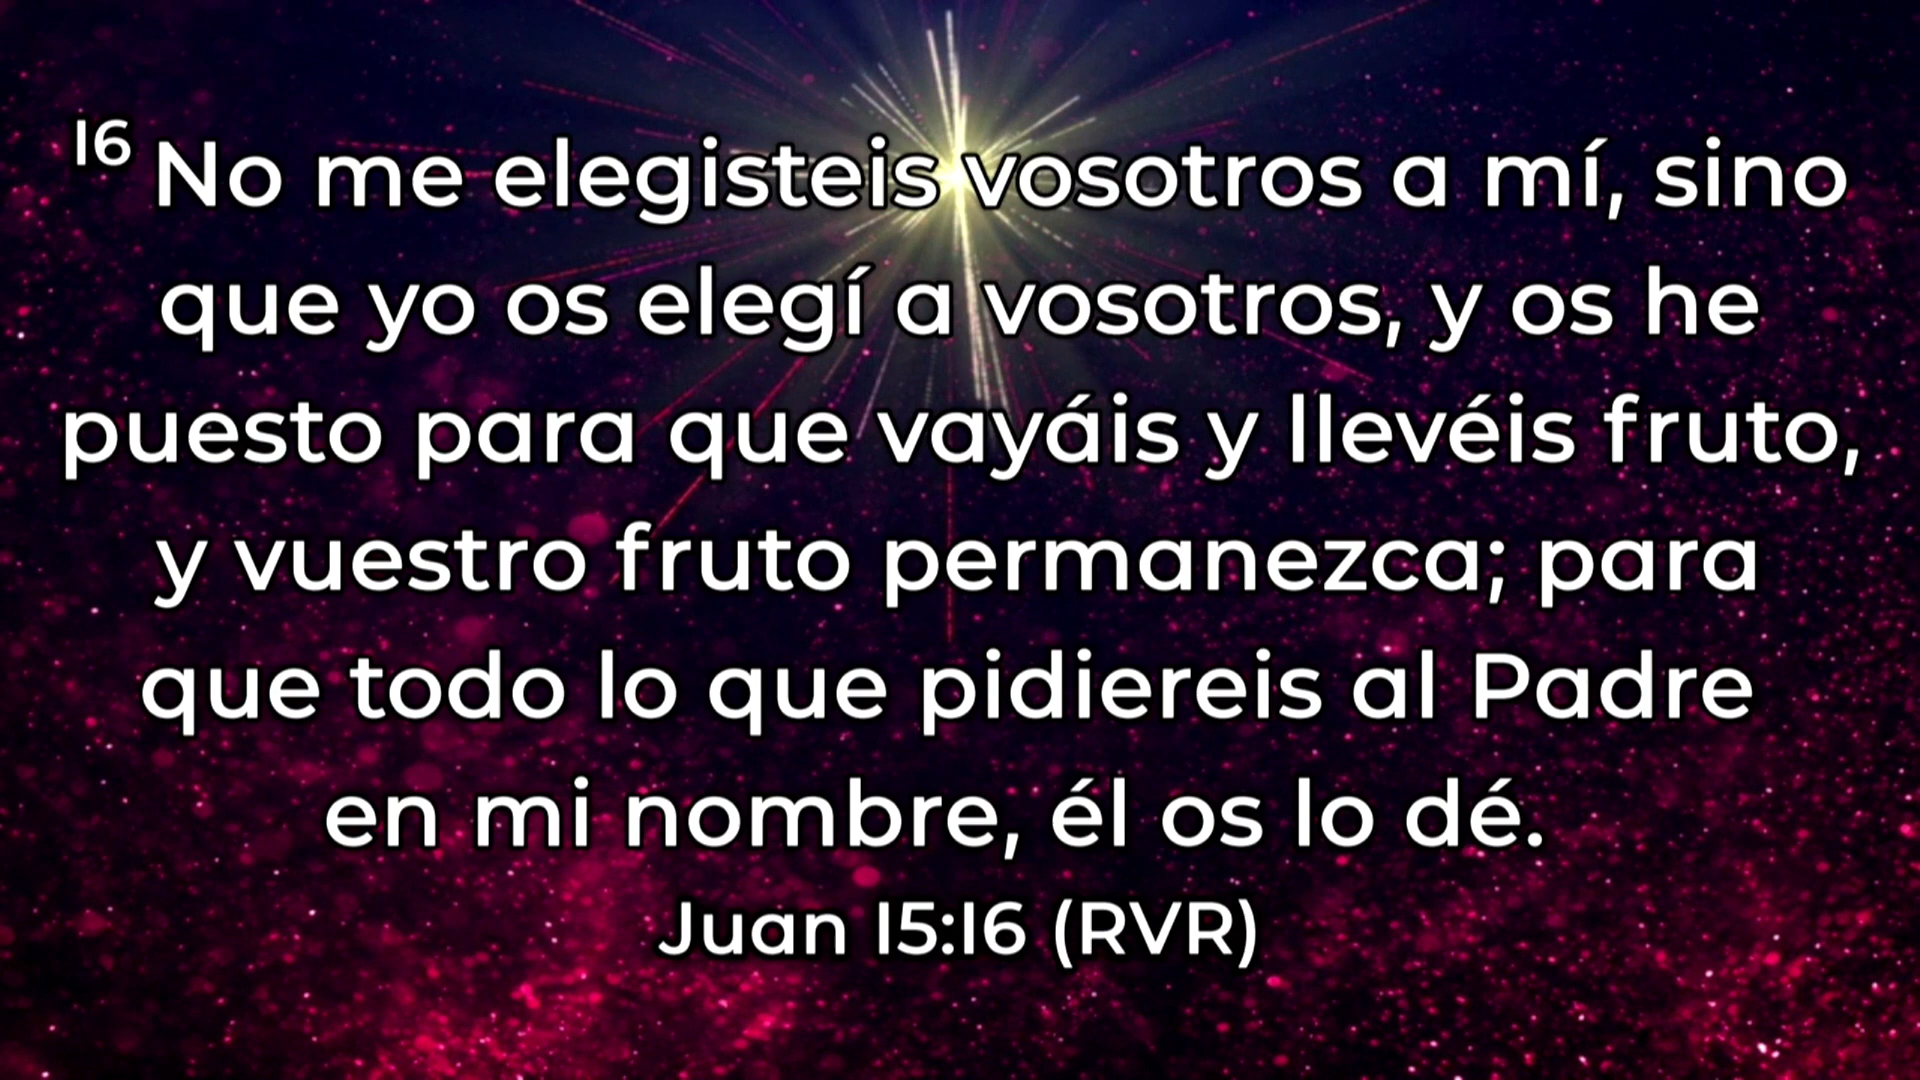 16 No me elegisteis vosotros a mí, sino
que yo os elegí a vosotros, y os he
puesto para que vayáis y llevéis fruto,
y vuestro fruto permanezca; para
que todo lo que pidiereis al Padre
en mi nombre, él os lo dé.
Juan 15:16 (RVR)